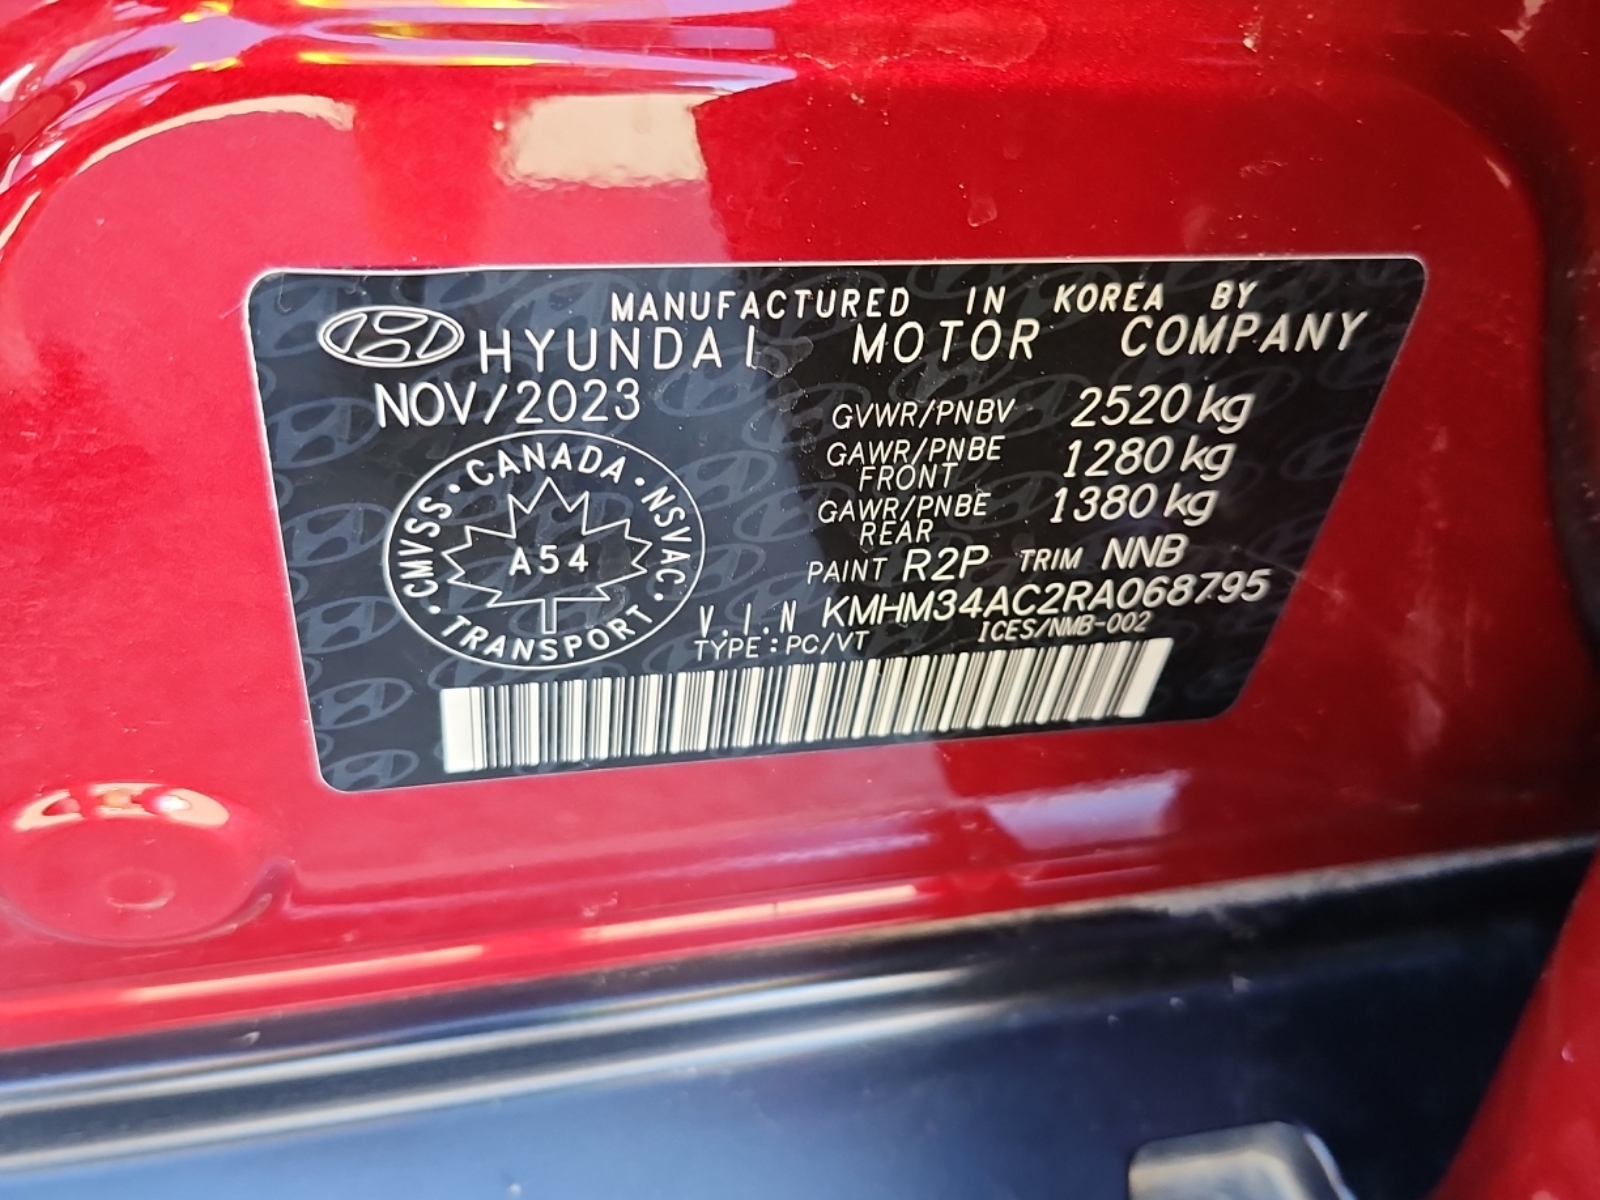 MANUFACTURED IN KOREA BY
HYUNDAI MOTOR COMPANY
NOV/2023
GVWR/PNBV 2520 kg
GAWR/PNBE FRONT 1280 kg
GAWR/PNBE REAR 1380 kg
CANADA · NSVAC · TRANSPORT · CMVSS ·
A54
PAINT R2P TRIM NNB
V.I.N KMHM34AC2RA068795
TYPE : PC/VT ICES/NMB-002